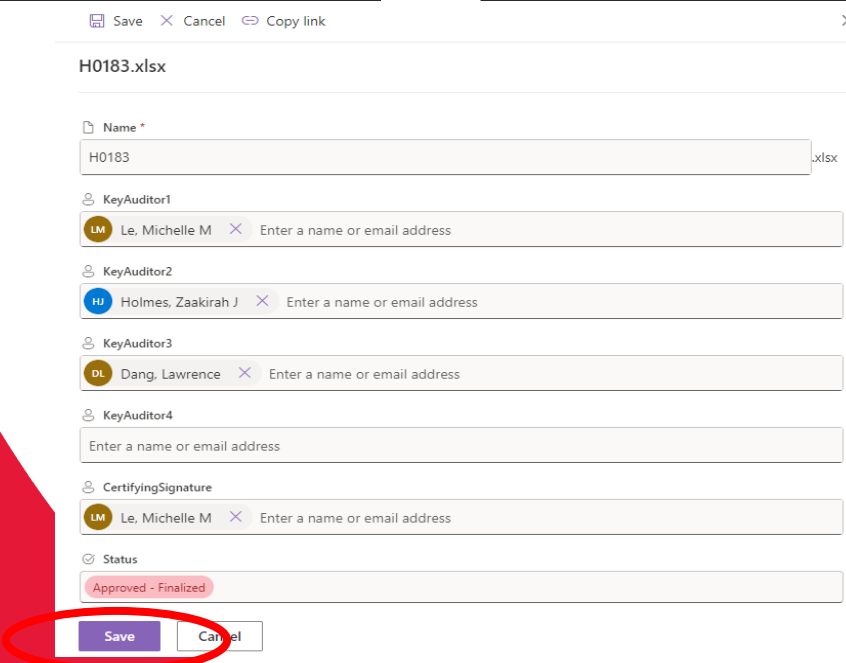 Save Cancel Copy link
H0183.xlsx
Name *
H0183 .xlsx
KeyAuditor1
LM Le, Michelle M Enter a name or email address
KeyAuditor2
HJ Holmes, Zaakirah J Enter a name or email address
KeyAuditor3
DL Dang, Lawrence Enter a name or email address
KeyAuditor4
Enter a name or email address
CertifyingSignature
LM Le, Michelle M Enter a name or email address
Status
Approved - Finalized
Save Cancel